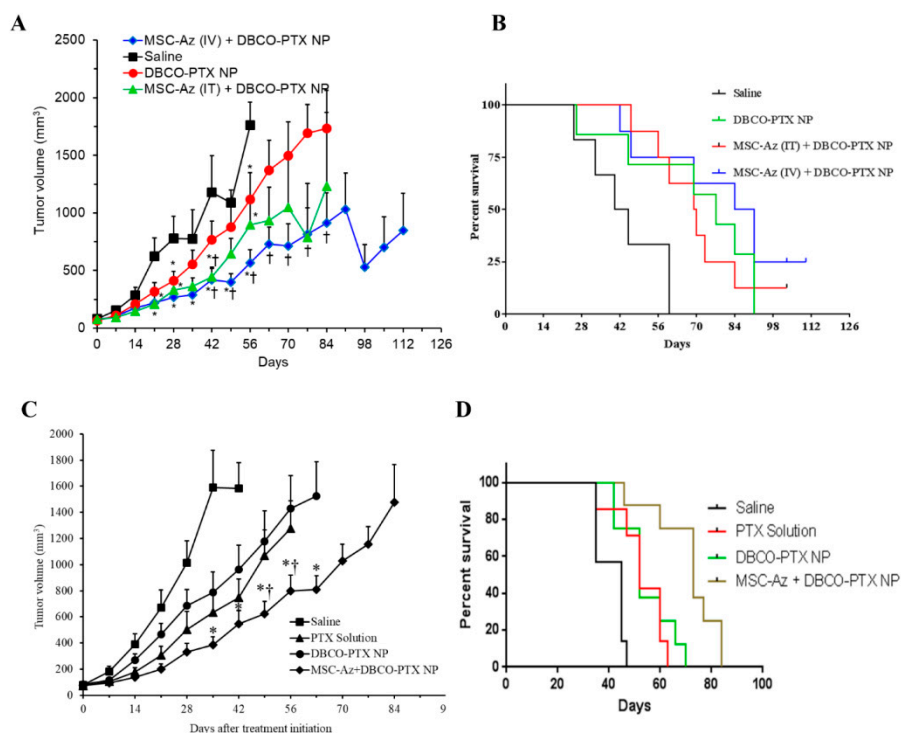 A
MSC-Az (IV) + DBCO-PTX NP
Saline
DBCO-PTX NP
MSC-Az (IT) + DBCO-PTX NP
Tumor volume (mm³)
2500
2000
1500
1000
500
0
* * * * * * * *† *† *† *† * * † † † †
0 14 28 42 56 70 84 98 112 126
Days
B
Saline
DBCO-PTX NP
MSC-Az (IT) + DBCO-PTX NP
MSC-Az (IV) + DBCO-PTX NP
Percent survival
100
75
50
25
0
0 14 28 42 56 70 84 98 112 126
Days
C
Tumor volume (mm³)
2000
1800
1600
1400
1200
1000
800
600
400
200
0
* * *† *† *
Saline
PTX Solution
DBCO-PTX NP
MSC-Az+DBCO-PTX NP
0 14 28 42 56 70 84 9
Days after treatment initiation
D
Saline
PTX Solution
DBCO-PTX NP
MSC-Az + DBCO-PTX NP
Percent survival
100
80
60
40
20
0
0 20 40 60 80 100
Days